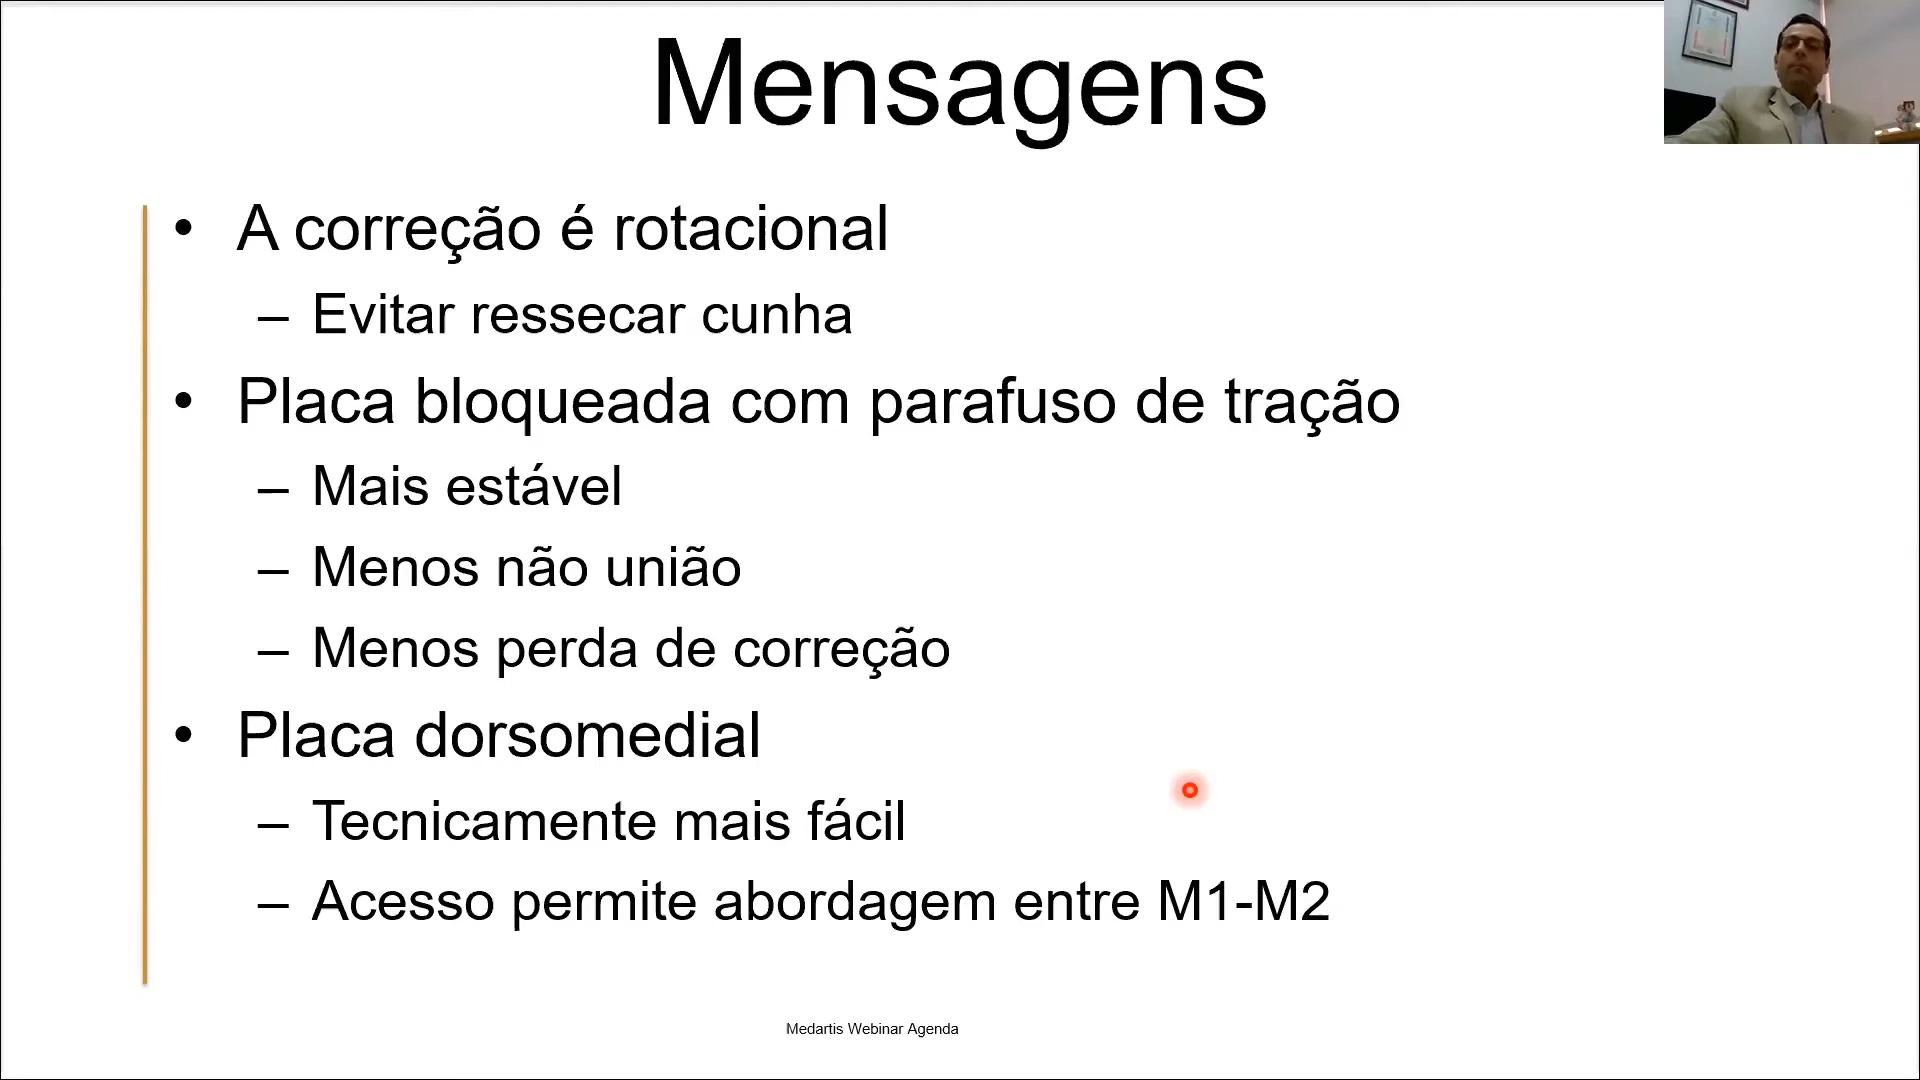 Mensagens
• A correção é rotacional
– Evitar ressecar cunha
• Placa bloqueada com parafuso de tração
– Mais estável
– Menos não união
– Menos perda de correção
• Placa dorsomedial
– Tecnicamente mais fácil
– Acesso permite abordagem entre M1-M2
Medartis Webinar Agenda